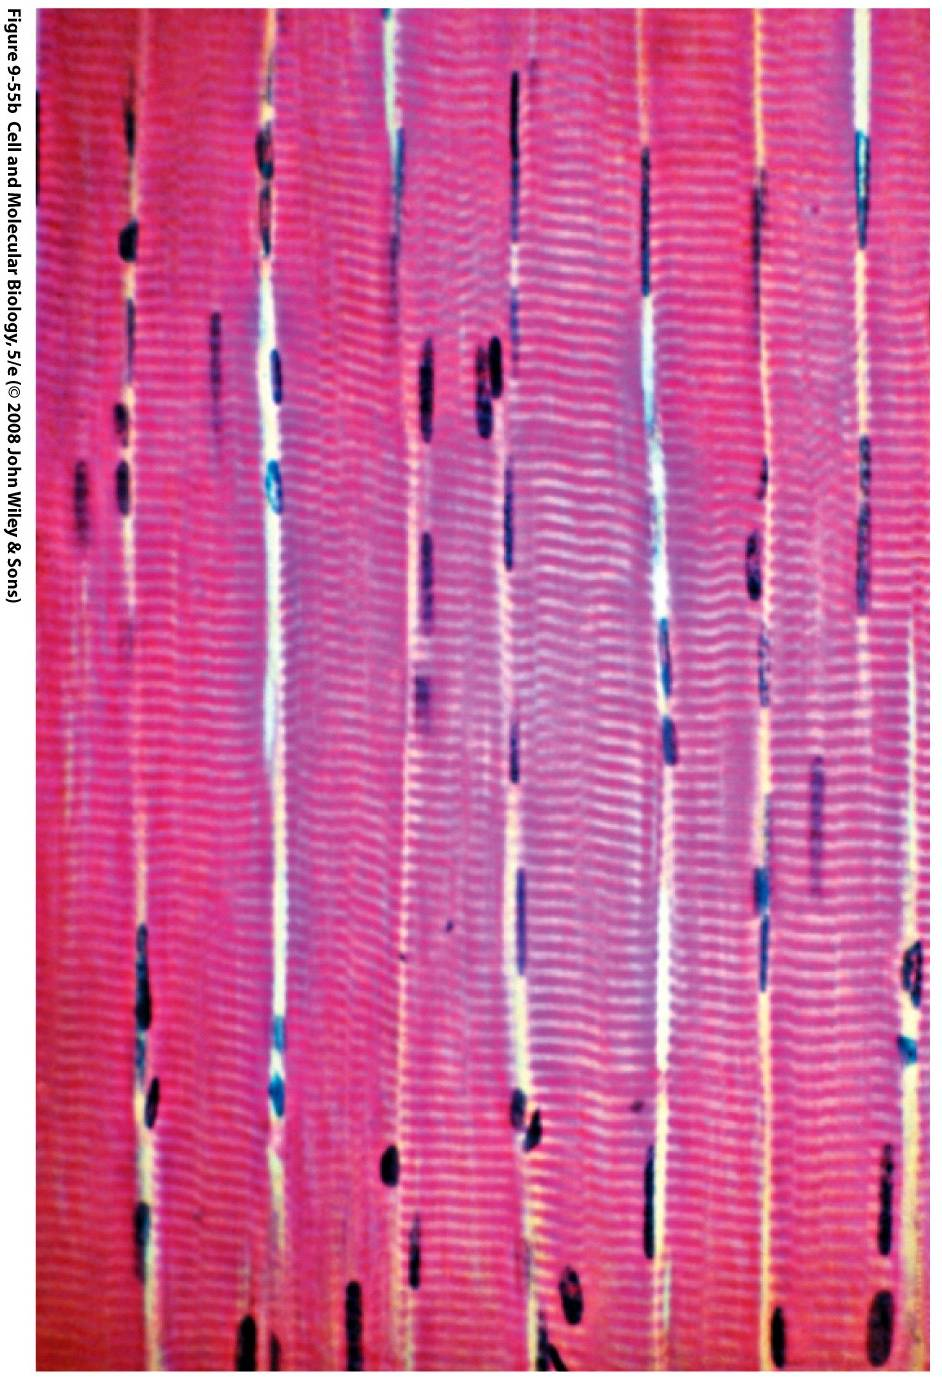 Figure 9-55b  Cell and Molecular Biology, 5/e (© 2008 John Wiley & Sons)